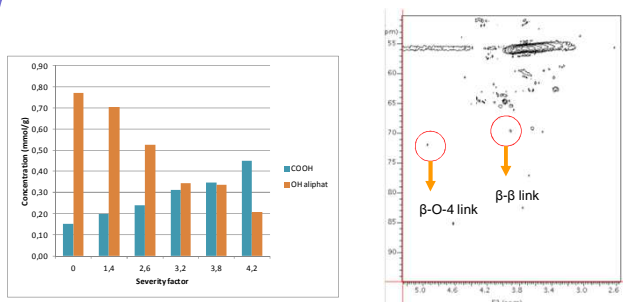 0,90
0,80
0,70
0,60
0,50
0,40
0,30
0,20
0,10
0,00
Concentration (mmol/g)
0 1,4 2,6 3,2 3,8 4,2
Severity factor
COOH
OH aliphat
55
60
65
70
75
80
85
90
β-O-4 link
β-β link
5.0 4.6 4.2 3.8 3.4 3.0 2.6